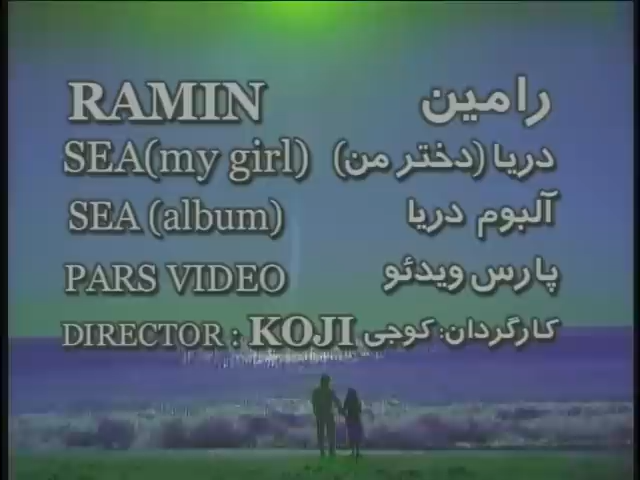 RAMIN رامین
SEA(my girl) دریا (دختر من)
SEA (album) آلبوم دریا
PARS VIDEO پارس ویدئو
DIRECTOR : KOJI کارگردان: کوجی